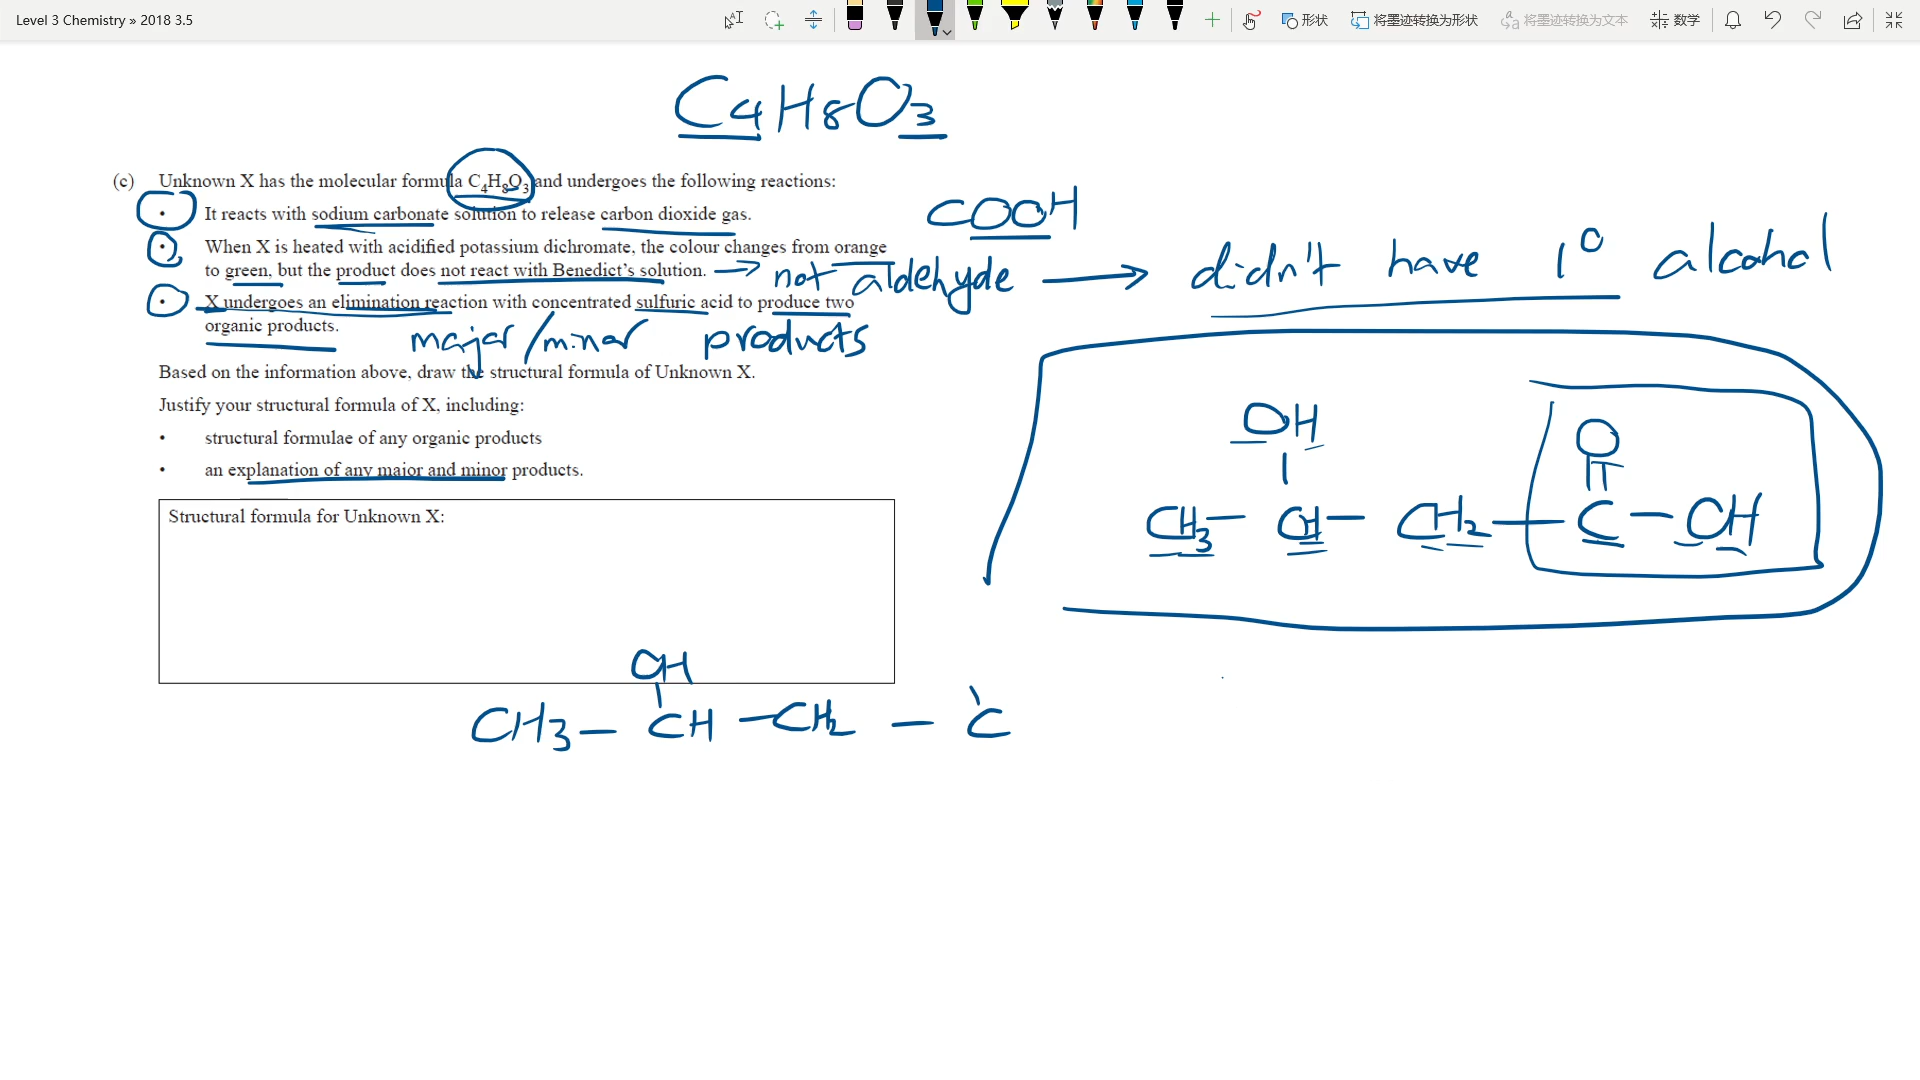 Level 3 Chemistry » 2018 3.5
形状
将墨迹转换为形状
将墨迹转换为文本
数学
C4H8O3
(c) Unknown X has the molecular formula C4H8O3 and undergoes the following reactions:
• It reacts with sodium carbonate solution to release carbon dioxide gas.
COOH
• When X is heated with acidified potassium dichromate, the colour changes from orange
to green, but the product does not react with Benedict's solution. → not aldehyde → didn't have 1° alcohol
• X undergoes an elimination reaction with concentrated sulfuric acid to produce two
organic products.
major/minor products
Based on the information above, draw the structural formula of Unknown X.
Justify your structural formula of X, including:
• structural formulae of any organic products
• an explanation of any major and minor products.
OH O
CH3 — CH — CH2 — C — OH
Structural formula for Unknown X:
OH
CH3 — CH — CH2 — C